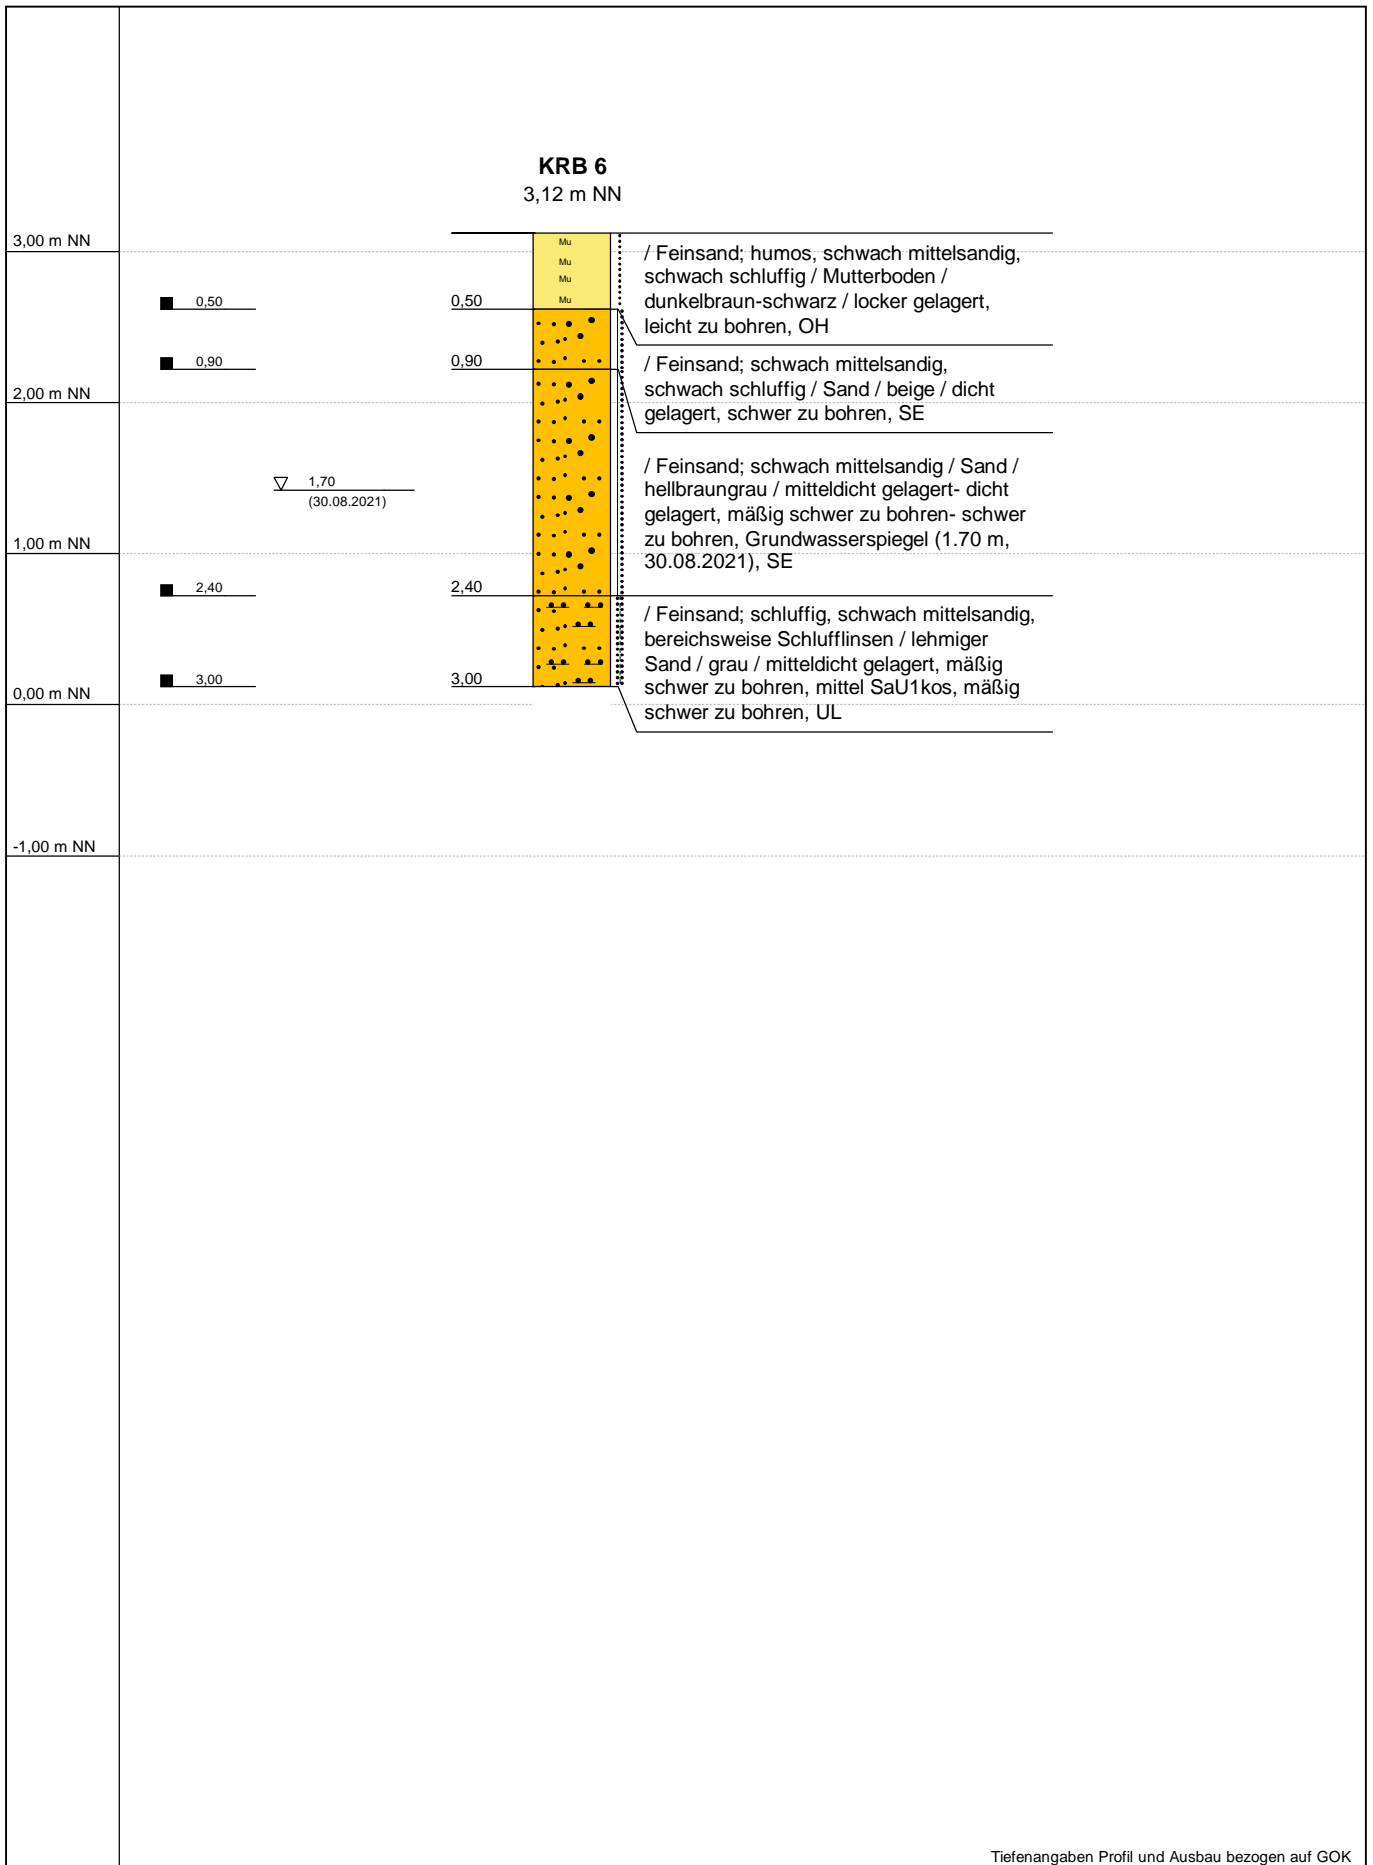 KRB 6
3,12 m NN
3,00 m NN
2,00 m NN
1,00 m NN
0,00 m NN
-1,00 m NN
0,50
0,90
2,40
3,00
1,70
(30.08.2021)
0,50
0,90
2,40
3,00
Mu
Mu
Mu
Mu
/ Feinsand; humos, schwach mittelsandig,
schwach schluffig / Mutterboden /
dunkelbraun-schwarz / locker gelagert,
leicht zu bohren, OH
/ Feinsand; schwach mittelsandig,
schwach schluffig / Sand / beige / dicht
gelagert, schwer zu bohren, SE
/ Feinsand; schwach mittelsandig / Sand /
hellbraungrau / mitteldicht gelagert- dicht
gelagert, mäßig schwer zu bohren- schwer
zu bohren, Grundwasserspiegel (1.70 m,
30.08.2021), SE
/ Feinsand; schluffig, schwach mittelsandig,
bereichsweise Schlufflinsen / lehmiger
Sand / grau / mitteldicht gelagert, mäßig
schwer zu bohren, mittel SaU1kos, mäßig
schwer zu bohren, UL
Tiefenangaben Profil und Ausbau bezogen auf GOK